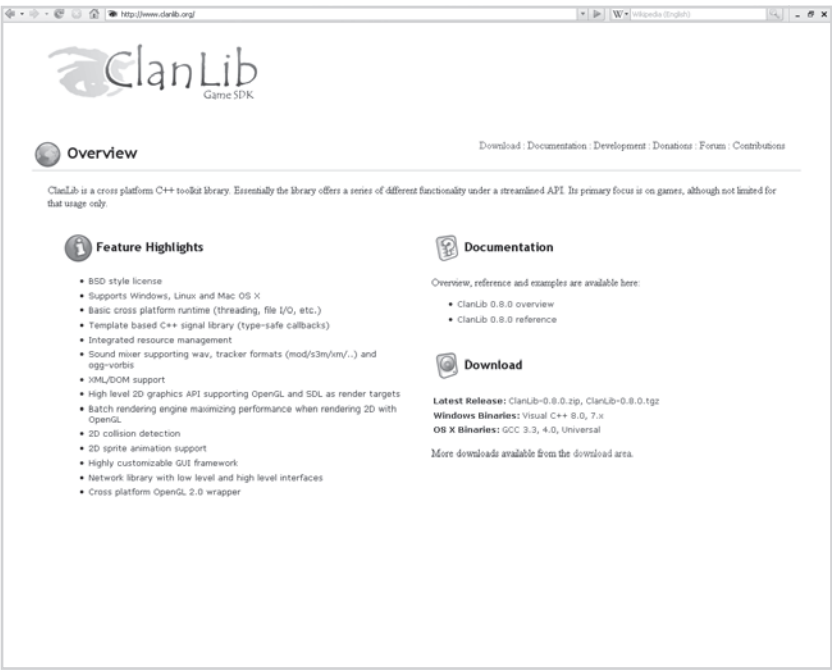 http://www.clanlib.org/
Wikipedia (English)
ClanLib
Game SDK
Overview
Download : Documentation : Development : Donations : Forum : Contributions
ClanLib is a cross platform C++ toolkit library. Essentially the library offers a series of different functionality under a streamlined API. Its primary focus is on games, although not limited for
that usage only.
Feature Highlights
• BSD style license
• Supports Windows, Linux and Mac OS X
• Basic cross platform runtime (threading, file I/O, etc.)
• Template based C++ signal library (type-safe callbacks)
• Integrated resource management
• Sound mixer supporting wav, tracker formats (mod/s3m/xm/..) and
ogg-vorbis
• XML/DOM support
• High level 2D graphics API supporting OpenGL and SDL as render targets
• Batch rendering engine maximizing performance when rendering 2D with
OpenGL
• 2D collision detection
• 2D sprite animation support
• Highly customizable GUI framework
• Network library with low level and high level interfaces
• Cross platform OpenGL 2.0 wrapper
Documentation
Overview, reference and examples are available here:
• ClanLib 0.8.0 overview
• ClanLib 0.8.0 reference
Download
Latest Release: ClanLib-0.8.0.zip, ClanLib-0.8.0.tgz
Windows Binaries: Visual C++ 8.0, 7.x
OS X Binaries: GCC 3.3, 4.0, Universal
More downloads available from the download area.